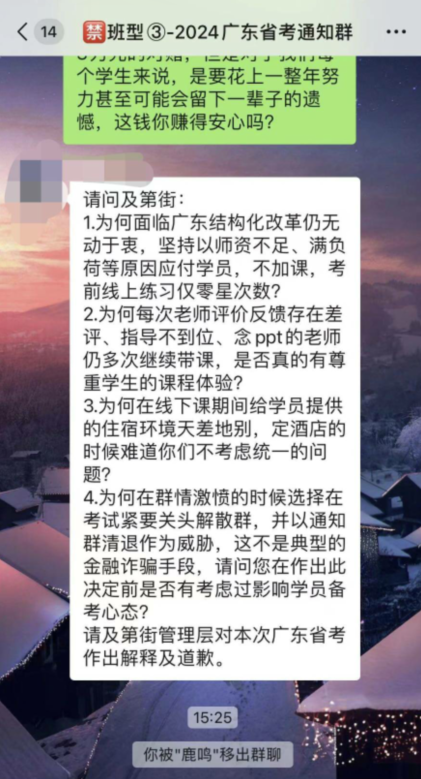 14
禁班型③-2024广东省考通知群
个学生来说，是要花上一整年努
力甚至可能会留下一辈子的遗
憾，这钱你赚得安心吗？
请问及第街：
1.为何面临广东结构化改革仍无
动于衷，坚持以师资不足、满负
荷等原因应付学员，不加课，考
前线上练习仅零星次数？
2.为何每次老师评价反馈存在差
评、指导不到位、念ppt的老师
仍多次继续带课，是否真的有尊
重学生的课程体验？
3.为何在线下课期间给学员提供
的住宿环境天差地别，定酒店的
时候难道你们不考虑统一的问
题？
4.为何在群情激愤的时候选择在
考试紧要关头解散群，并以通知
群清退作为威胁，这不是典型的
金融诈骗手段，请问您在作出此
决定前是否有考虑过影响学员备
考心态？
请及第街管理层对本次广东省考
作出解释及道歉。
15:25
你被"鹿鸣"移出群聊